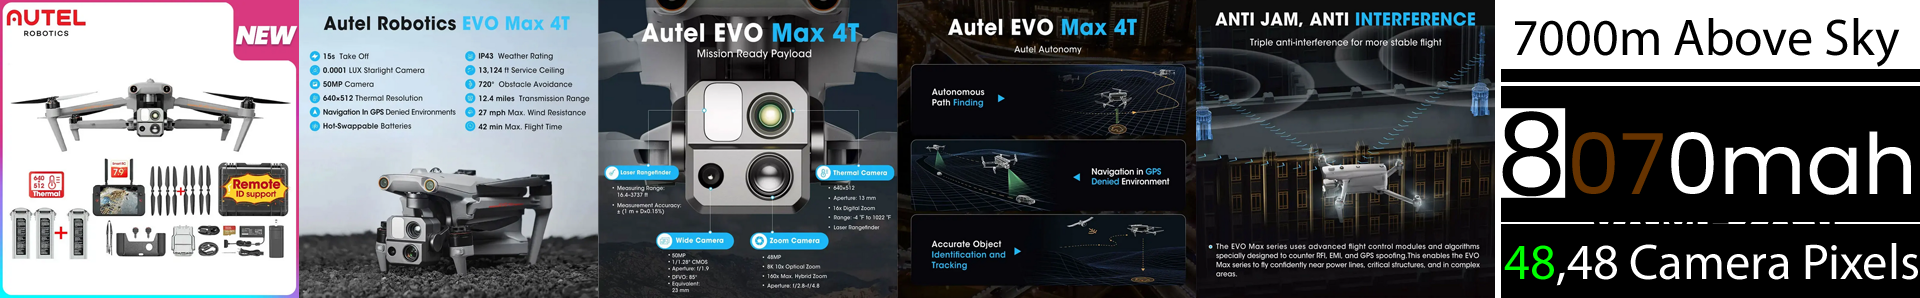 AUTEL
ROBOTICS
NEW
640
512
Thermal
7.9"
Remote
ID support
Autel Robotics EVO Max 4T
15s Take Off
0.0001 LUX Starlight Camera
50MP Camera
640×512 Thermal Resolution
Navigation In GPS Denied Environments
Hot-Swappable Batteries
IP43 Weather Rating
13,124 ft Service Ceiling
720° Obstacle Avoidance
12.4 miles Transmission Range
27 mph Max. Wind Resistance
42 min Max. Flight Time
Autel EVO Max 4T
Mission Ready Payload
Laser Rangefinder
• Measuring Range:
16.4-3737 ft
• Measurement Accuracy:
± (1 m + D×0.15%)
Thermal Camera
• 640×512
• Aperture: 13 mm
• 16x Digital Zoom
• Range: -4 °F to 1022 °F
• Laser Rangefinder
Wide Camera
• 50MP
• 1/1.28" CMOS
• Aperture: f/1.9
• DFVO: 85°
• Equivalent:
23 mm
Zoom Camera
• 48MP
• 8K 10x Optical Zoom
• 160x Max. Hybrid Zoom
• Aperture: f/2.8-f/4.8
Autel EVO Max 4T
Autel Autonomy
Autonomous
Path Finding
Navigation in GPS
Denied Environment
Accurate Object
Identification and
Tracking
ANTI JAM, ANTI INTERFERENCE
Triple anti-interference for more stable flight
• The EVO Max series uses advanced flight control modules and algorithms
specially designed to counter RFI, EMI, and GPS spoofing.This enables the EVO
Max series to fly confidently near power lines, critical structures, and in complex
areas.
7000m Above Sky
8070mah
48,48 Camera Pixels